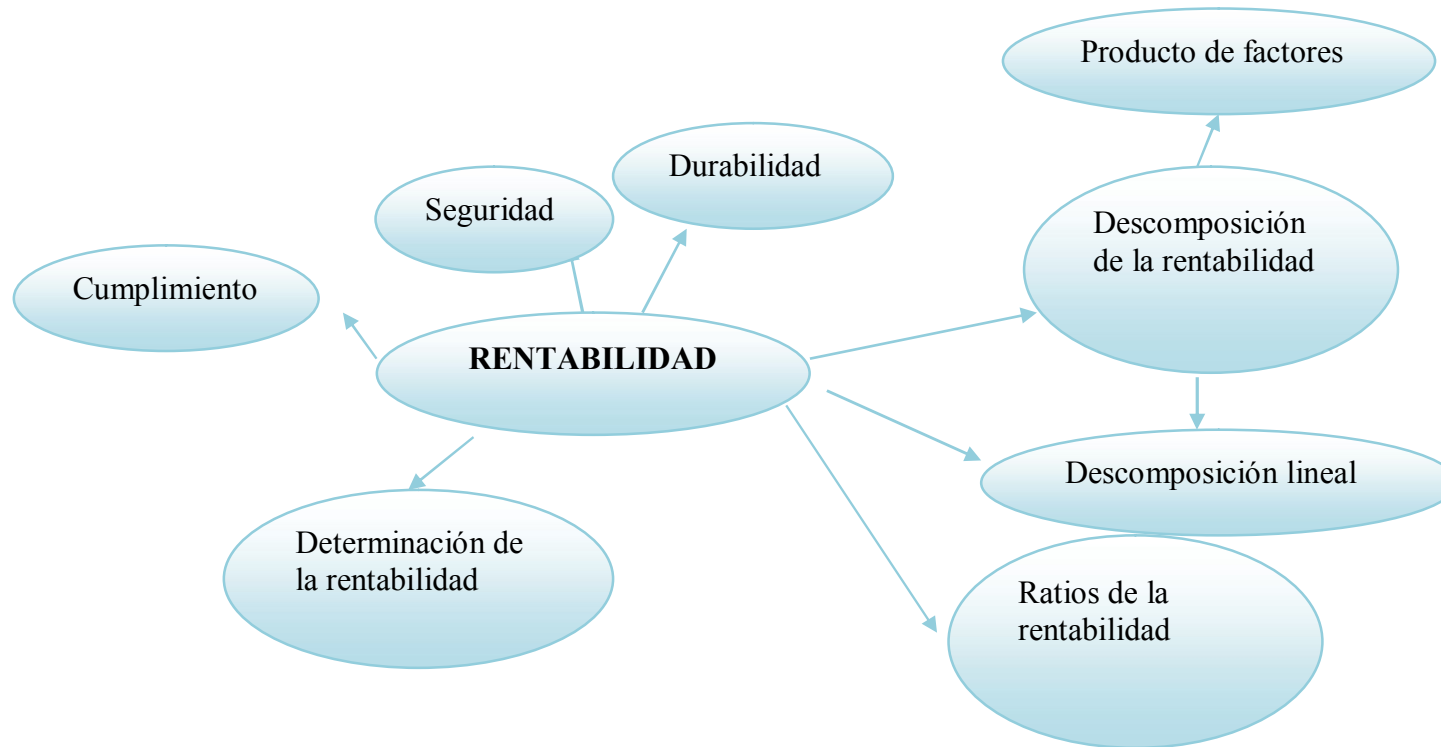 Producto de factores
Durabilidad
Seguridad
Descomposición
de la rentabilidad
Cumplimiento
RENTABILIDAD
Descomposición lineal
Determinación de
la rentabilidad
Ratios de la
rentabilidad